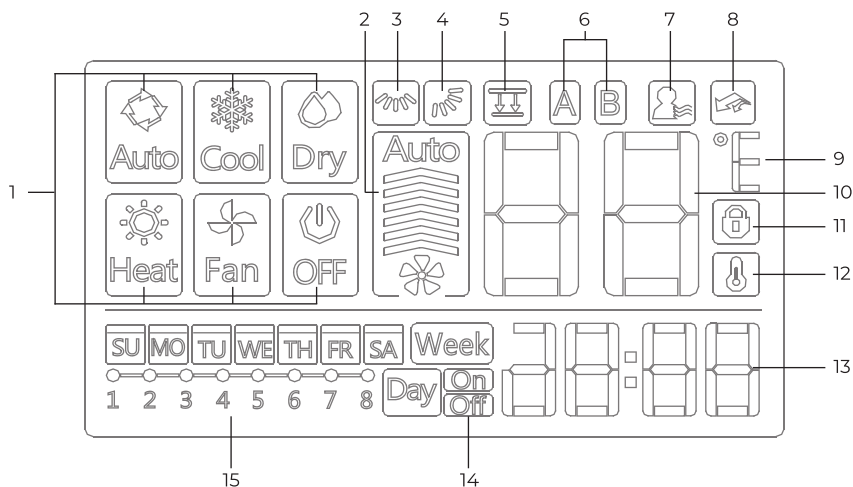 2 3 4 5 6 7 8
A B
Auto Cool Dry Auto
9
1
10
11
Heat Fan OFF
12
SU MO TU WE TH FR SA Week
13
Day On
Off
1 2 3 4 5 6 7 8
15 14